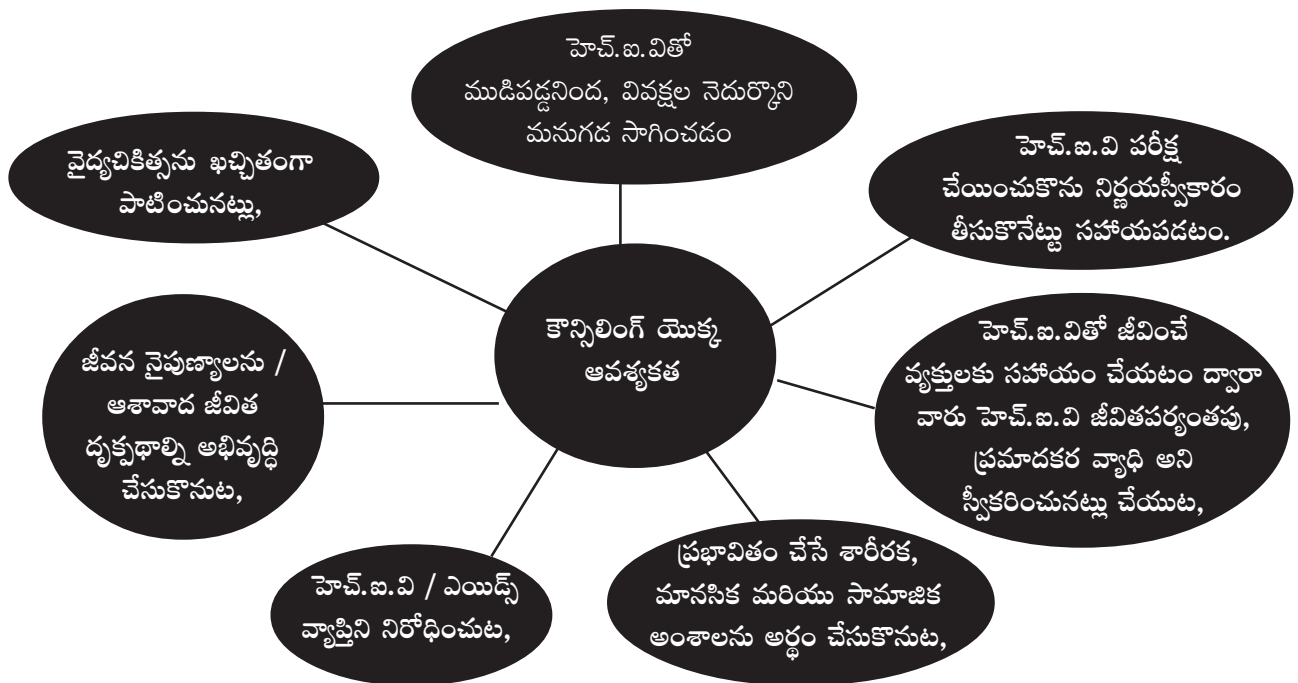 హెచ్.ఐ.వితో
ముడిపడ్డనింద, వివక్షల నెదుర్కొని
మనుగడ సాగించడం
హెచ్.ఐ.వి పరీక్ష
చేయించుకొను నిర్ణయస్వీకారం
తీసుకొనేట్టు సహాయపడటం.
హెచ్.ఐ.వితో జీవించే
వ్యక్తులకు సహాయం చేయటం ద్వారా
వారు హెచ్.ఐ.వి జీవితపర్యంతపు,
ప్రమాదకర వ్యాధి అని
స్వీకరించునట్లు చేయుట,
ప్రభావితం చేసే శారీరక,
మానసిక మరియు సామాజిక
అంశాలను అర్థం చేసుకొనుట,
హెచ్.ఐ.వి / ఎయిడ్స్
వ్యాప్తిని నిరోధించుట,
జీవన నైపుణ్యాలను /
ఆశావాద జీవిత
దృక్పథాల్ని అభివృద్ధి
చేసుకొనుట,
వైద్యచికిత్సను ఖచ్చితంగా
పాటించునట్లు,
కౌన్సిలింగ్ యొక్క
ఆవశ్యకత